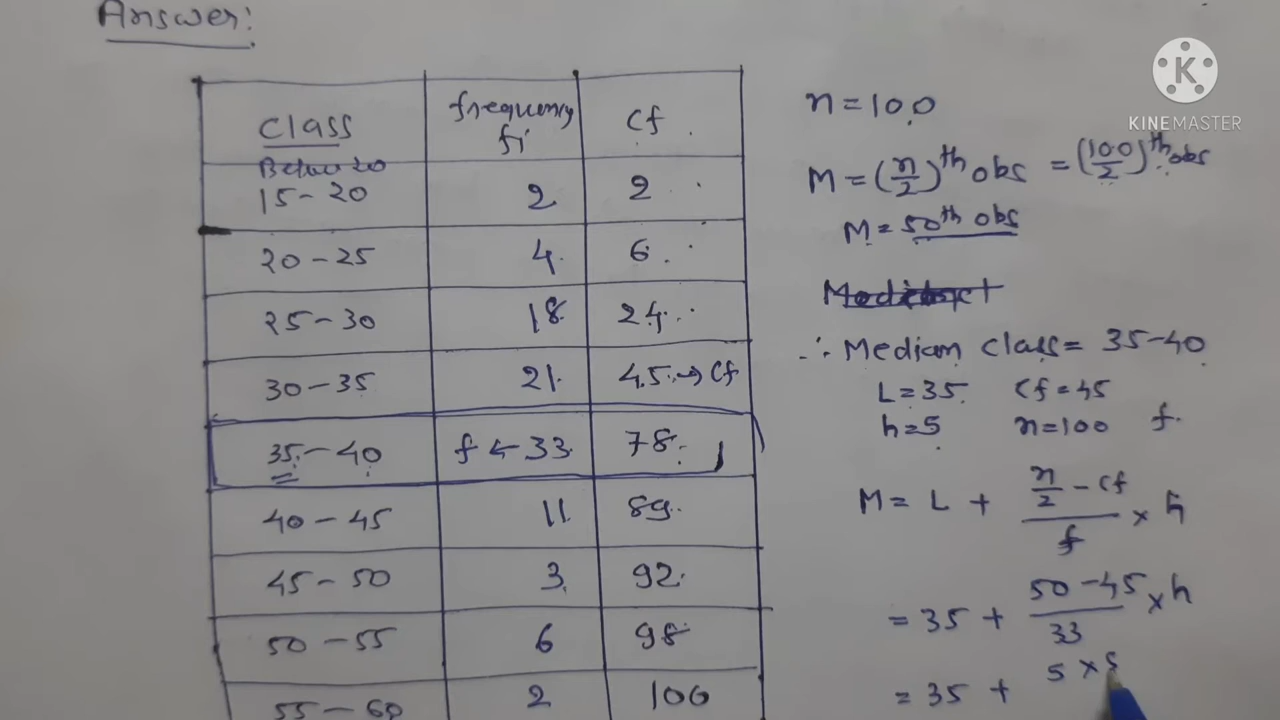 Answer:
Class frequency fi Cf
Below 20
15-20 2 2
20-25 4 6
25-30 18 24
30-35 21 45 → Cf
35-40 f ← 33 78
40-45 11 89
45-50 3 92
50-55 6 98
55-60 2 100
K
KINEMASTER
n = 100
M = (n/2)th obs = (100/2)th obs
M = 50th obs
∴ Median Class = 35-40
L = 35 Cf = 45
h = 5 n = 100 f
M = L + (n/2 - Cf)/f × h
= 35 + (50-45)/33 × h
= 35 + 5 × 5